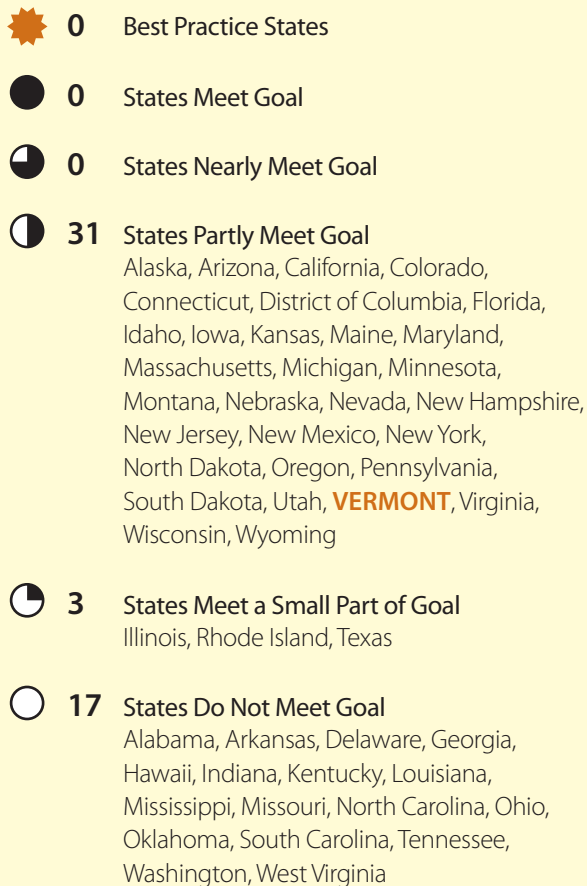 0 Best Practice States
0 States Meet Goal
0 States Nearly Meet Goal
31 States Partly Meet Goal
Alaska, Arizona, California, Colorado,
Connecticut, District of Columbia, Florida,
Idaho, Iowa, Kansas, Maine, Maryland,
Massachusetts, Michigan, Minnesota,
Montana, Nebraska, Nevada, New Hampshire,
New Jersey, New Mexico, New York,
North Dakota, Oregon, Pennsylvania,
South Dakota, Utah, VERMONT, Virginia,
Wisconsin, Wyoming
3 States Meet a Small Part of Goal
Illinois, Rhode Island, Texas
17 States Do Not Meet Goal
Alabama, Arkansas, Delaware, Georgia,
Hawaii, Indiana, Kentucky, Louisiana,
Mississippi, Missouri, North Carolina, Ohio,
Oklahoma, South Carolina, Tennessee,
Washington, West Virginia